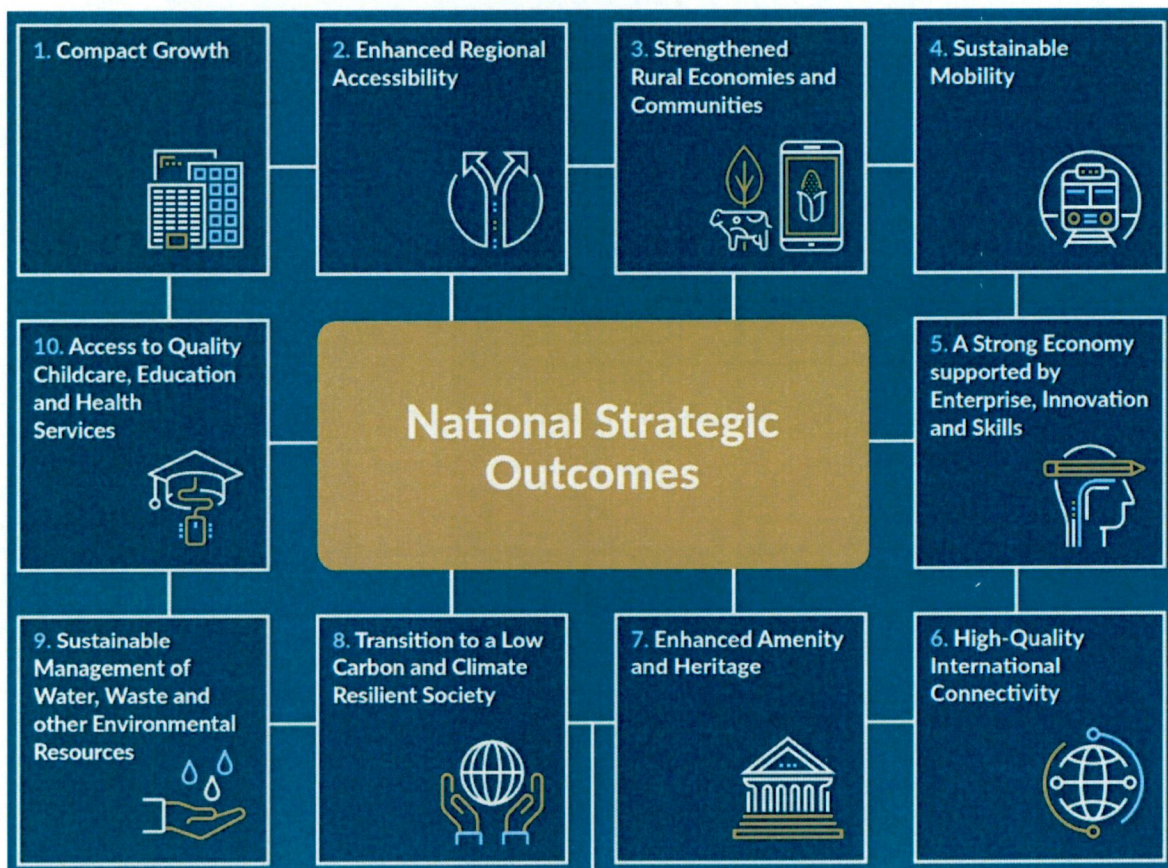 1. Compact Growth
2. Enhanced Regional
Accessibility
3. Strengthened
Rural Economies and
Communities
4. Sustainable
Mobility
10. Access to Quality
Childcare, Education
and Health
Services
National Strategic
Outcomes
5. A Strong Economy
supported by
Enterprise, Innovation
and Skills
9. Sustainable
Management of
Water, Waste and
other Environmental
Resources
8. Transition to a Low
Carbon and Climate
Resilient Society
7. Enhanced Amenity
and Heritage
6. High-Quality
International
Connectivity